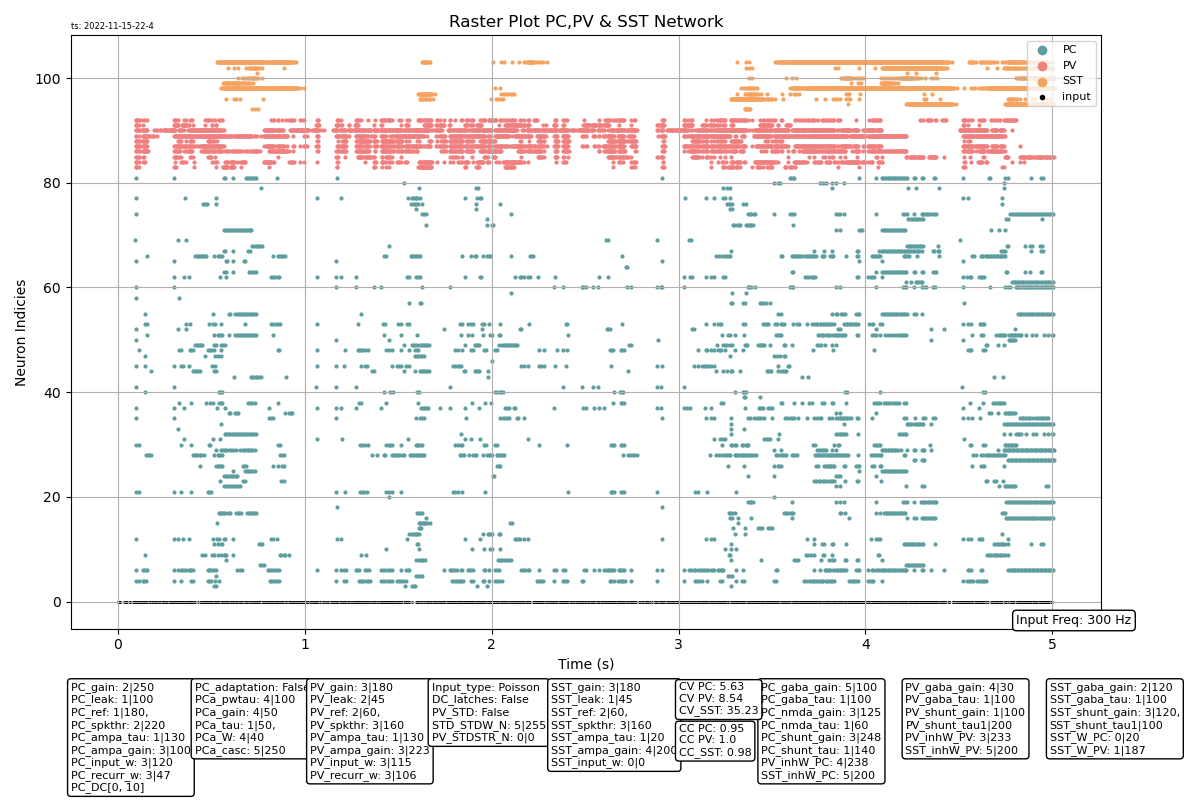 ts: 2022-11-15-22-4
Raster Plot PC,PV & SST Network
PC
PV
SST
input
Neuron Indicies
100
80
60
40
20
0
0 1 2 3 4 5
Input Freq: 300 Hz
Time (s)
PC_gain: 2|250
PC_leak: 1|100
PC_ref: 1|180,
PC_spkthr: 2|220
PC_ampa_tau: 1|130
PC_ampa_gain: 3|100
PC_input_w: 3|120
PC_recurr_w: 3|47
PC_DC[0, 10]
PC_adaptation: False
PCa_pwtau: 4|100
PCa_gain: 4|50
PCa_tau: 1|50,
PCa_W: 4|40
PCa_casc: 5|250
PV_gain: 3|180
PV_leak: 2|45
PV_ref: 2|60,
PV_spkthr: 3|160
PV_ampa_tau: 1|130
PV_ampa_gain: 3|223
PV_input_w: 3|115
PV_recurr_w: 3|106
Input_type: Poisson
DC_latches: False
PV_STD: False
STD_STDW_N: 5|255
PV_STDSTR_N: 0|0
SST_gain: 3|180
SST_leak: 1|45
SST_ref: 2|60,
SST_spkthr: 3|160
SST_ampa_tau: 1|20
SST_ampa_gain: 4|200
SST_input_w: 0|0
CV PC: 5.63
CV PV: 8.54
CV_SST: 35.23
CC PC: 0.95
CC PV: 1.0
CC_SST: 0.98
PC_gaba_gain: 5|100
PC_gaba_tau: 1|100
PC_nmda_gain: 3|125
PC_nmda_tau: 1|60
PC_shunt_gain: 3|248
PC_shunt_tau: 1|140
PV_inhW_PC: 4|238
SST_inhW_PC: 5|200
PV_gaba_gain: 4|30
PV_gaba_tau: 1|100
PV_shunt_gain: 1|100
PV_shunt_tau1|200
PV_inhW_PV: 3|233
SST_inhW_PV: 5|200
SST_gaba_gain: 2|120
SST_gaba_tau: 1|100
SST_shunt_gain: 3|120,
SST_shunt_tau1|100
SST_W_PC: 0|20
SST_W_PV: 1|187